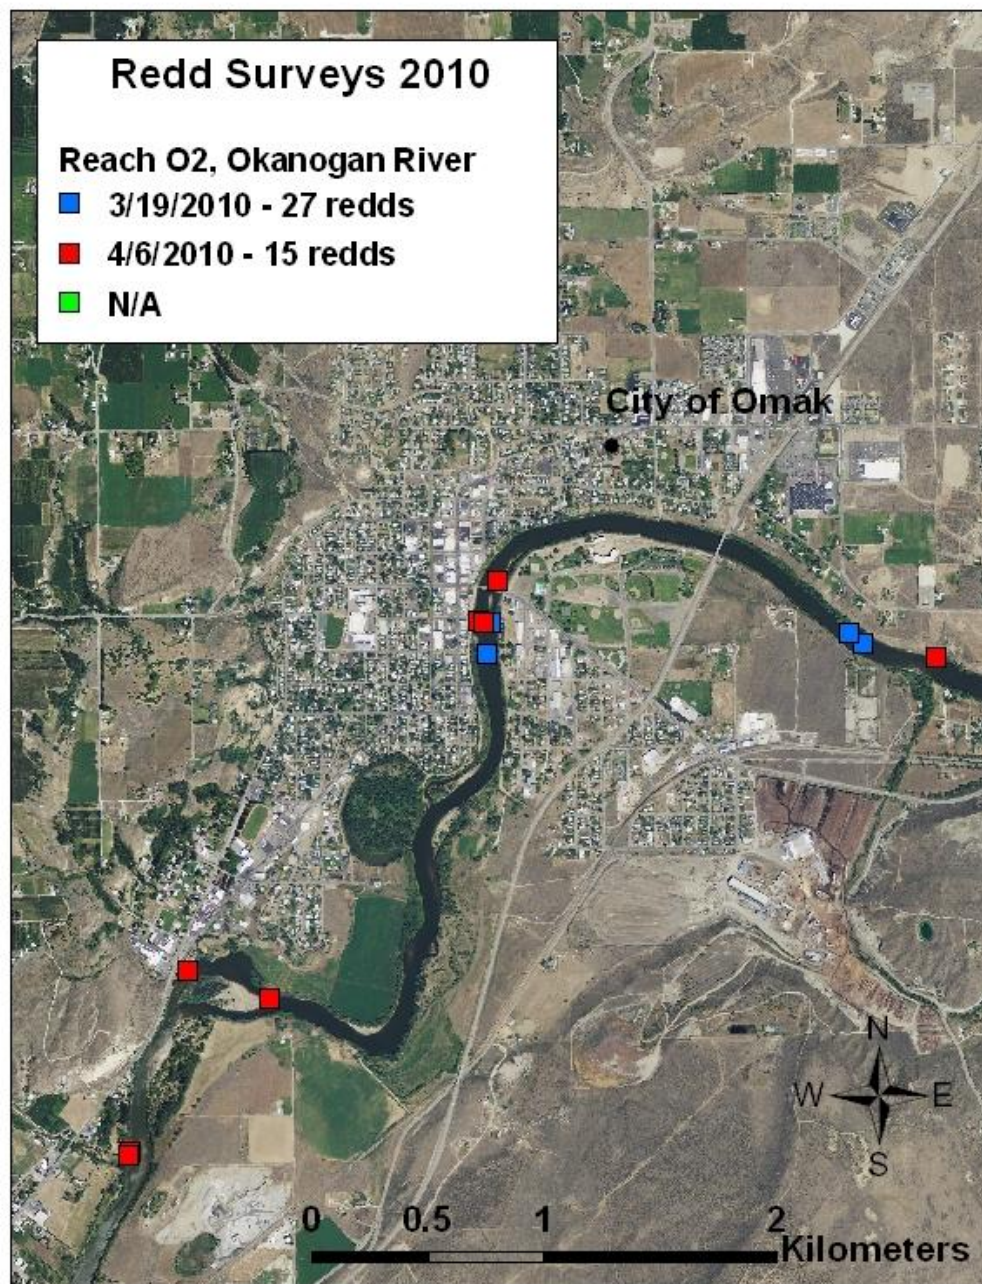 Redd Surveys 2010
Reach O2, Okanogan River
3/19/2010 - 27 redds
4/6/2010 - 15 redds
N/A
City of Omak
N
W E
S
0 0.5 1 2
Kilometers